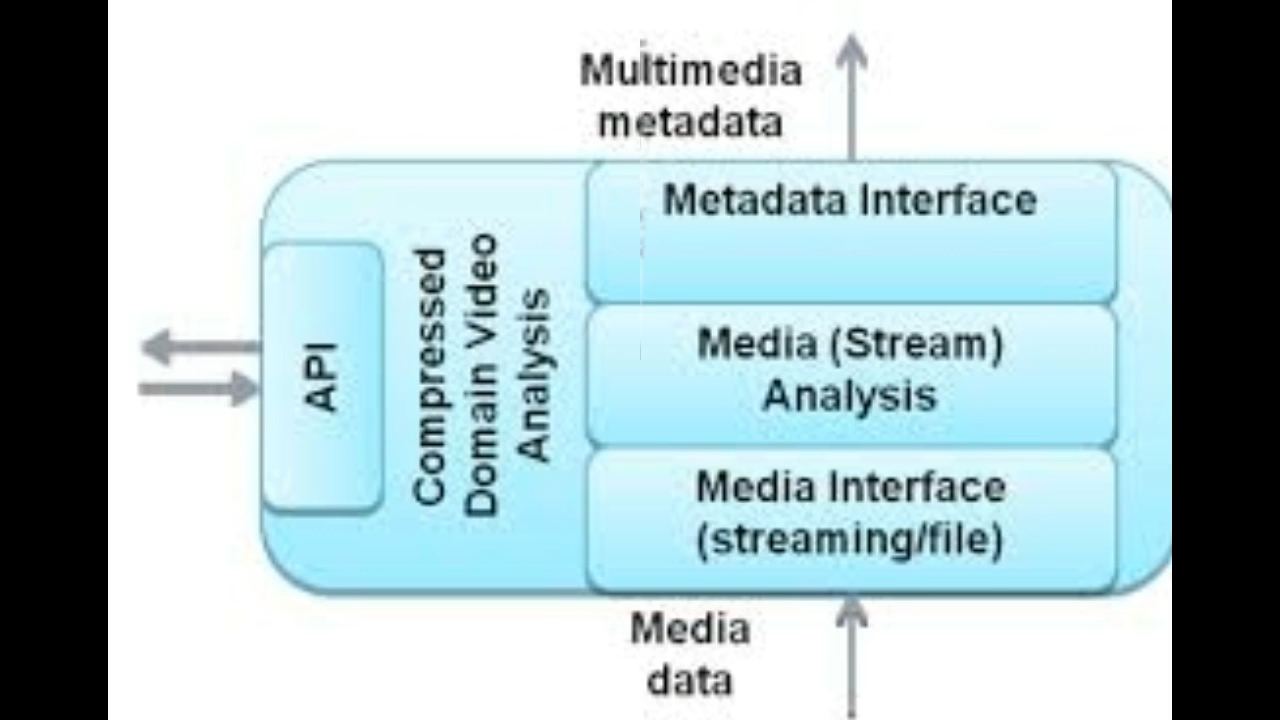 Multimedia
metadata
Metadata Interface
API
Compressed
Domain Video
Analysis
Media (Stream)
Analysis
Media Interface
(streaming/file)
Media
data